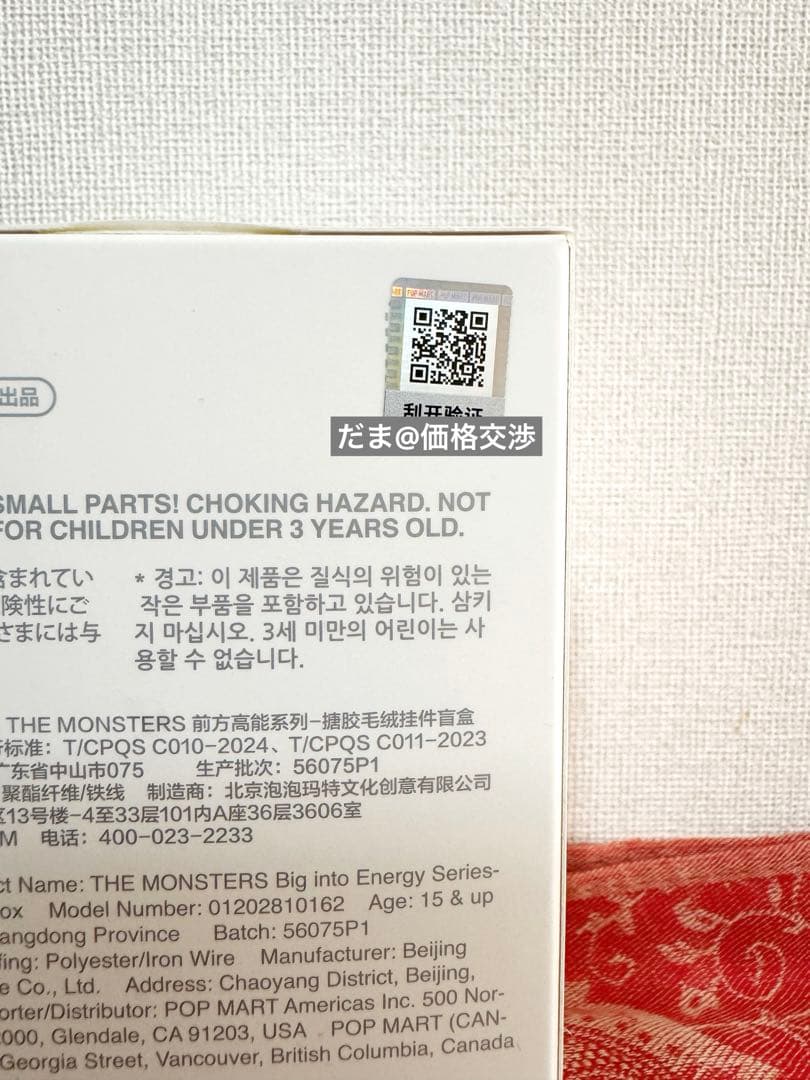 POP MART
出品
刮开验证
だま@価格交渉
SMALL PARTS! CHOKING HAZARD. NOT
FOR CHILDREN UNDER 3 YEARS OLD.
含まれてい
険性にご
さまには与
* 경고: 이 제품은 질식의 위험이 있는
작은 부품을 포함하고 있습니다. 삼키
지 마십시오. 3세 미만의 어린이는 사
용할 수 없습니다.
THE MONSTERS 前方高能系列-搪胶毛绒挂件盲盒
行标准：T/CPQS C010-2024、T/CPQS C011-2023
广东省中山市075 生产批次：56075P1
聚酯纤维/铁线 制造商：北京泡泡玛特文化创意有限公司
区13号楼-4至33层101内A座36层3606室
M 电话：400-023-2233
ct Name: THE MONSTERS Big into Energy Series-
ox Model Number: 01202810162 Age: 15 & up
angdong Province Batch: 56075P1
fing: Polyester/Iron Wire Manufacturer: Beijing
e Co., Ltd. Address: Chaoyang District, Beijing,
orter/Distributor: POP MART Americas Inc. 500 Nor-
2000, Glendale, CA 91203, USA POP MART (CAN-
Georgia Street, Vancouver, British Columbia, Canada